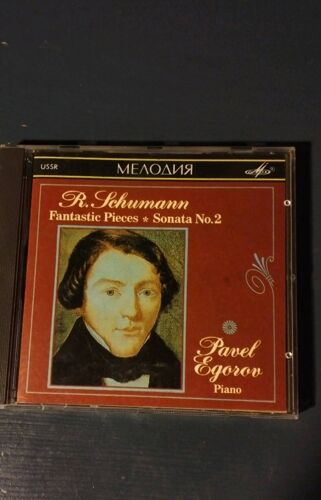 USSR
МЕЛОДИЯ
R. Schumann
Fantastic Pieces ★ Sonata No.2
Pavel
Egorov
Piano